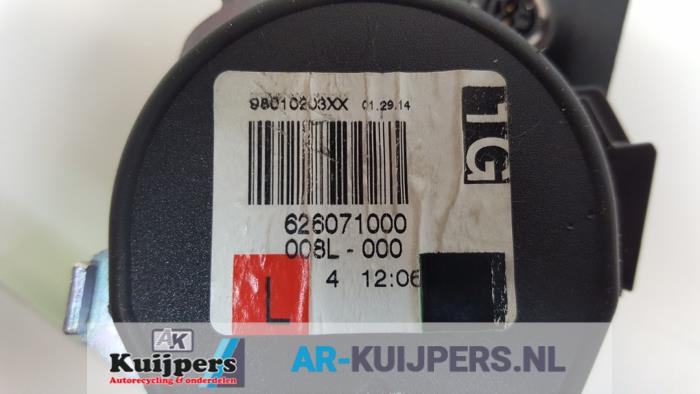 98010203XX 01.29.14
1G
626071000
008L-000
L 4 12:06
AK
Kuijpers
Autorecycling & onderdelen
AR-KUIJPERS.NL